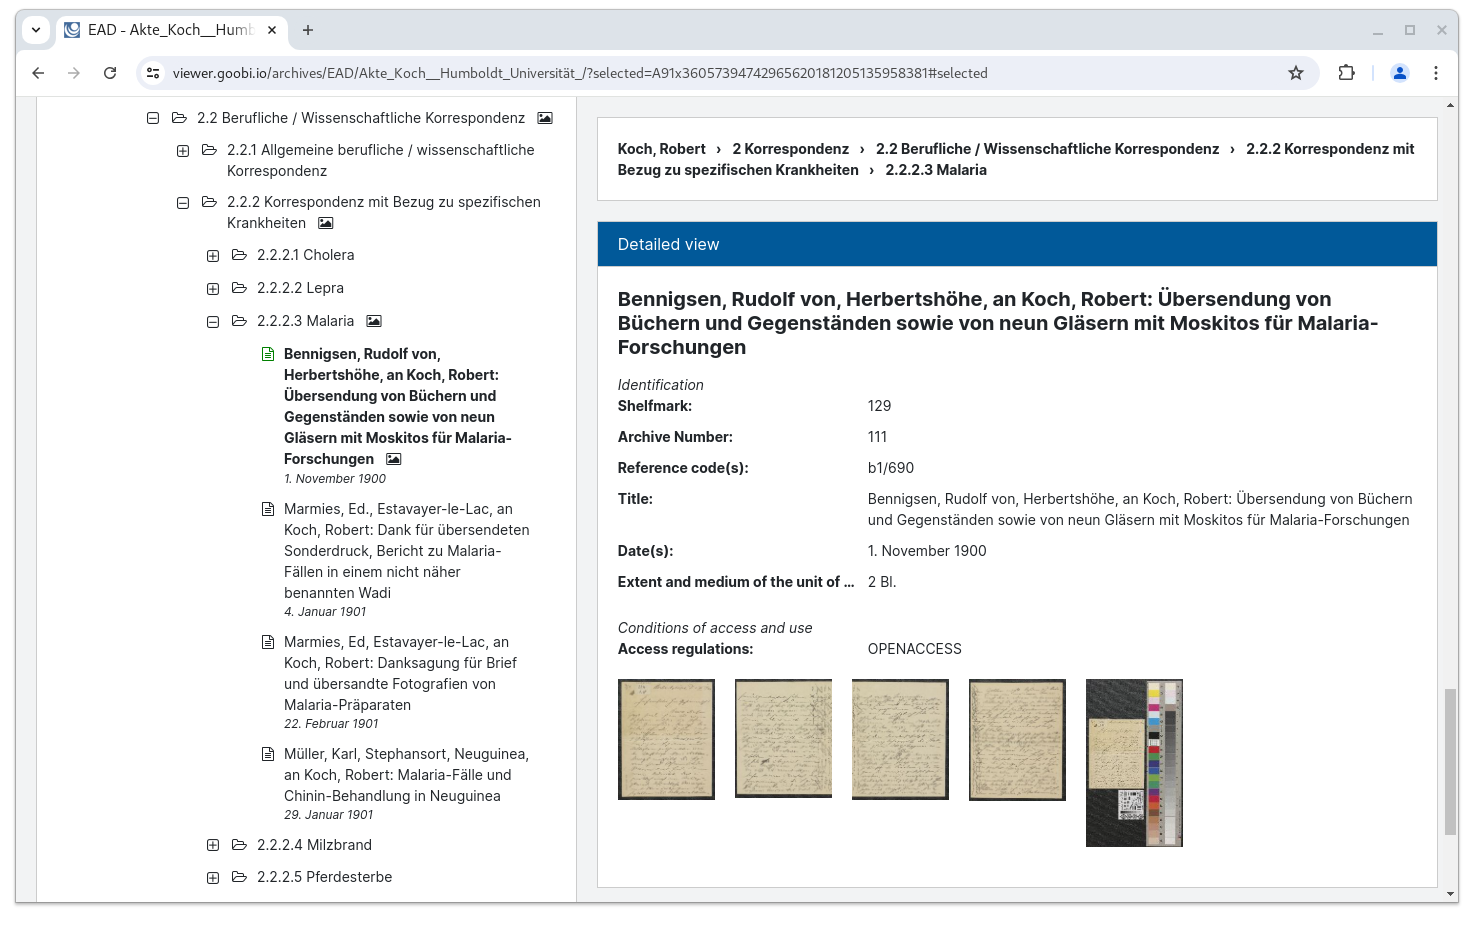 EAD - Akte_Koch__Humb
viewer.goobi.io/archives/EAD/Akte_Koch__Humboldt_Universität_/?selected=A91x36057394742965620181205135958381#selected
2.2 Berufliche / Wissenschaftliche Korrespondenz
2.2.1 Allgemeine berufliche / wissenschaftliche
Korrespondenz
2.2.2 Korrespondenz mit Bezug zu spezifischen
Krankheiten
2.2.2.1 Cholera
2.2.2.2 Lepra
2.2.2.3 Malaria
Bennigsen, Rudolf von,
Herbertshöhe, an Koch, Robert:
Übersendung von Büchern und
Gegenständen sowie von neun
Gläsern mit Moskitos für Malaria-
Forschungen
1. November 1900
Marmies, Ed., Estavayer-le-Lac, an
Koch, Robert: Dank für übersendeten
Sonderdruck, Bericht zu Malaria-
Fällen in einem nicht näher
benannten Wadi
4. Januar 1901
Marmies, Ed, Estavayer-le-Lac, an
Koch, Robert: Danksagung für Brief
und übersandte Fotografien von
Malaria-Präparaten
22. Februar 1901
Müller, Karl, Stephansort, Neuguinea,
an Koch, Robert: Malaria-Fälle und
Chinin-Behandlung in Neuguinea
29. Januar 1901
2.2.2.4 Milzbrand
2.2.2.5 Pferdesterbe
Koch, Robert › 2 Korrespondenz › 2.2 Berufliche / Wissenschaftliche Korrespondenz › 2.2.2 Korrespondenz mit
Bezug zu spezifischen Krankheiten › 2.2.2.3 Malaria
Detailed view
Bennigsen, Rudolf von, Herbertshöhe, an Koch, Robert: Übersendung von
Büchern und Gegenständen sowie von neun Gläsern mit Moskitos für Malaria-
Forschungen
Identification
Shelfmark: 129
Archive Number: 111
Reference code(s): b1/690
Title: Bennigsen, Rudolf von, Herbertshöhe, an Koch, Robert: Übersendung von Büchern
und Gegenständen sowie von neun Gläsern mit Moskitos für Malaria-Forschungen
Date(s): 1. November 1900
Extent and medium of the unit of ... 2 Bl.
Conditions of access and use
Access regulations: OPENACCESS